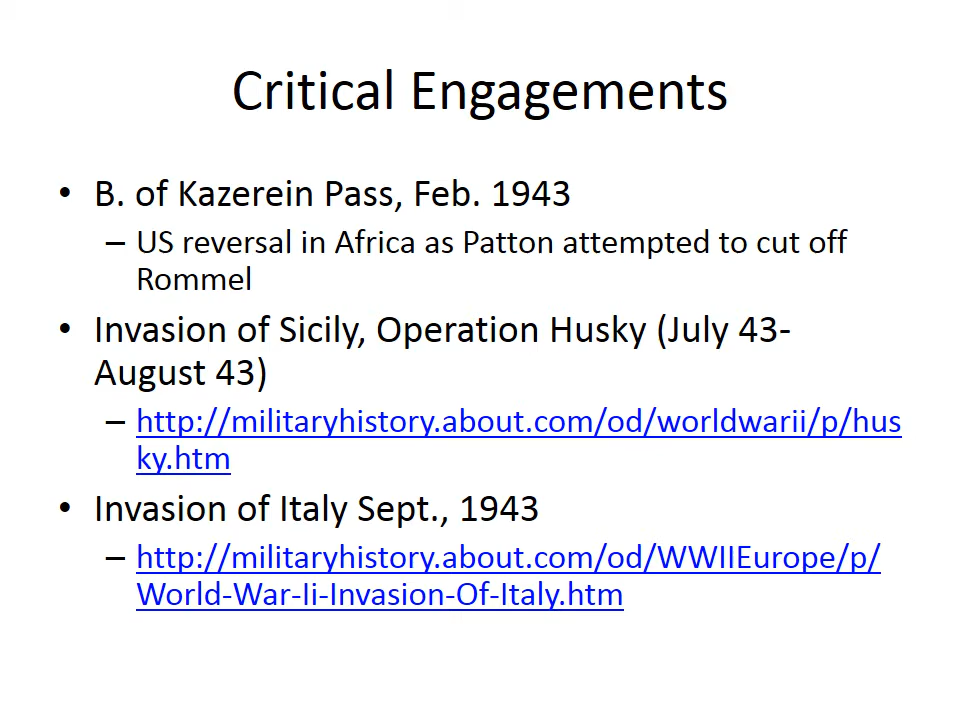 Critical Engagements
• B. of Kazerein Pass, Feb. 1943
– US reversal in Africa as Patton attempted to cut off
Rommel
• Invasion of Sicily, Operation Husky (July 43-
August 43)
– http://militaryhistory.about.com/od/worldwarii/p/hus
ky.htm
• Invasion of Italy Sept., 1943
– http://militaryhistory.about.com/od/WWIIEurope/p/
World-War-Ii-Invasion-Of-Italy.htm